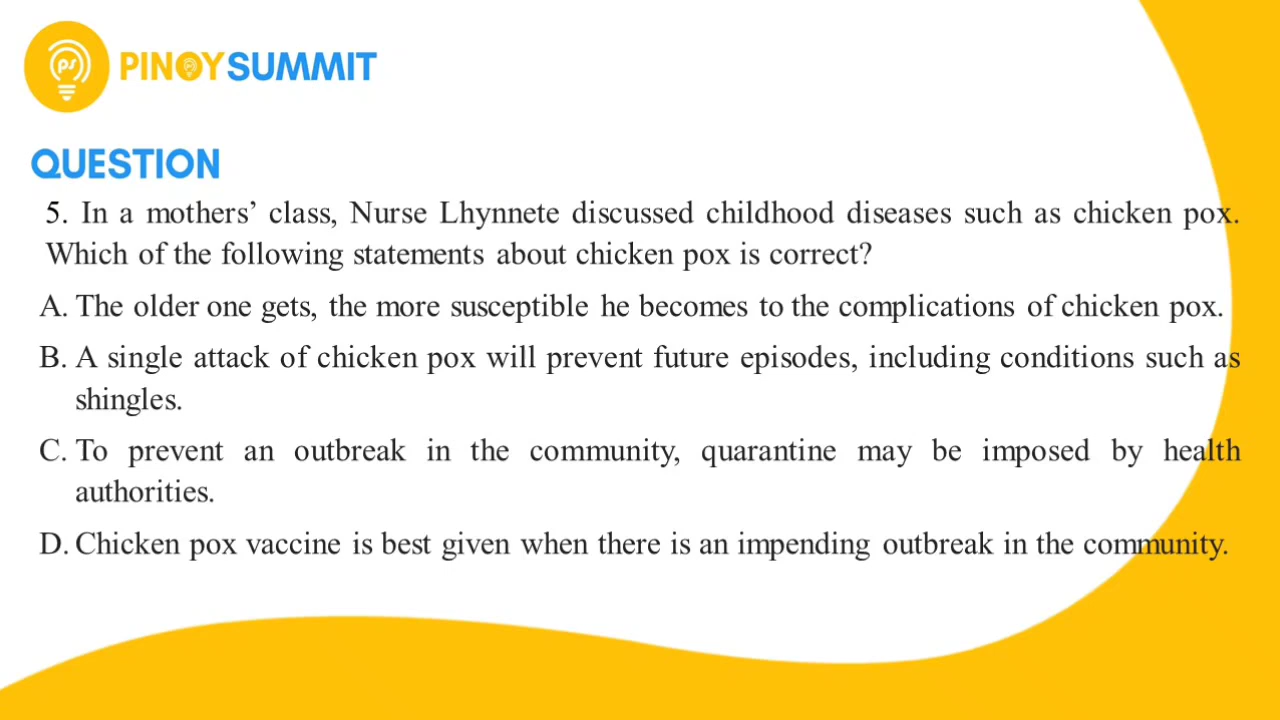 ps
PINOYSUMMIT
QUESTION
5. In a mothers’ class, Nurse Lhynnete discussed childhood diseases such as chicken pox.
Which of the following statements about chicken pox is correct?
A. The older one gets, the more susceptible he becomes to the complications of chicken pox.
B. A single attack of chicken pox will prevent future episodes, including conditions such as
shingles.
C. To prevent an outbreak in the community, quarantine may be imposed by health
authorities.
D. Chicken pox vaccine is best given when there is an impending outbreak in the community.